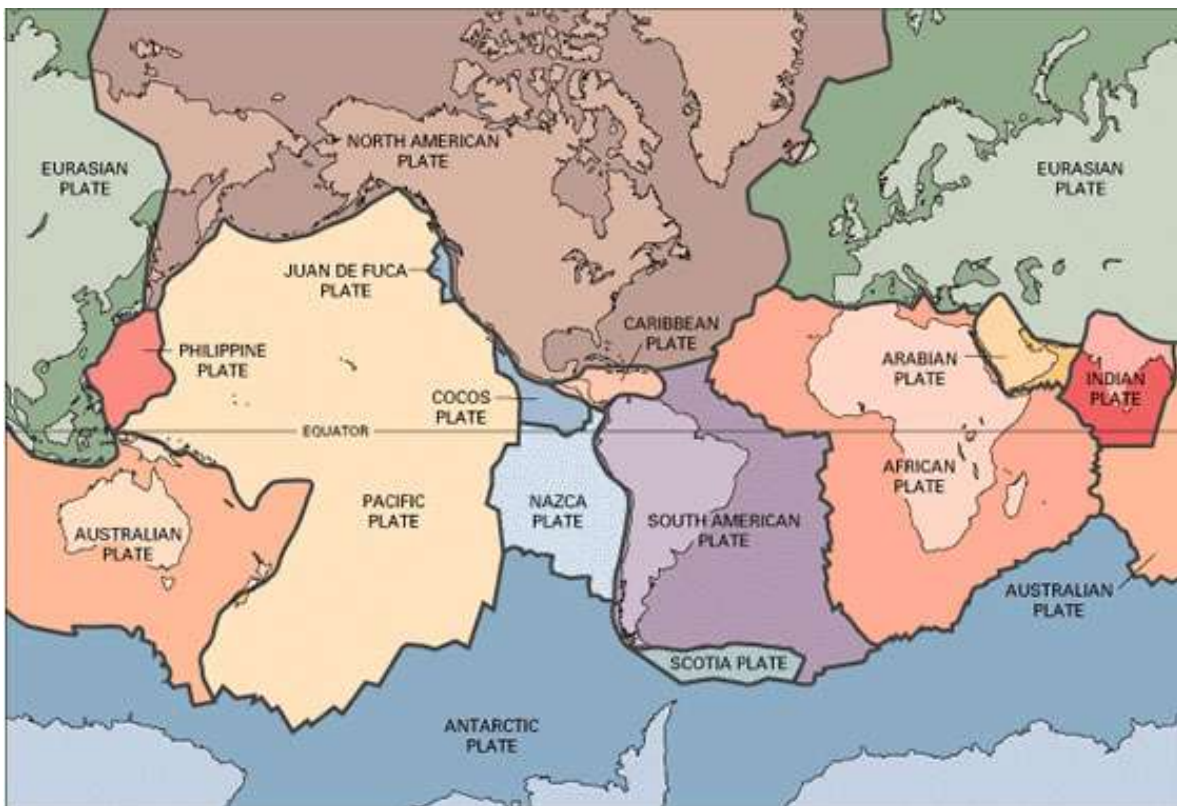 NORTH AMERICAN
PLATE
EURASIAN
PLATE
EURASIAN
PLATE
JUAN DE FUCA
PLATE
CARIBBEAN
PLATE
PHILIPPINE
PLATE
ARABIAN
PLATE
INDIAN
PLATE
COCOS
PLATE
EQUATOR
AFRICAN
PLATE
PACIFIC
PLATE
NAZCA
PLATE
SOUTH AMERICAN
PLATE
AUSTRALIAN
PLATE
AUSTRALIAN
PLATE
SCOTIA PLATE
ANTARCTIC
PLATE